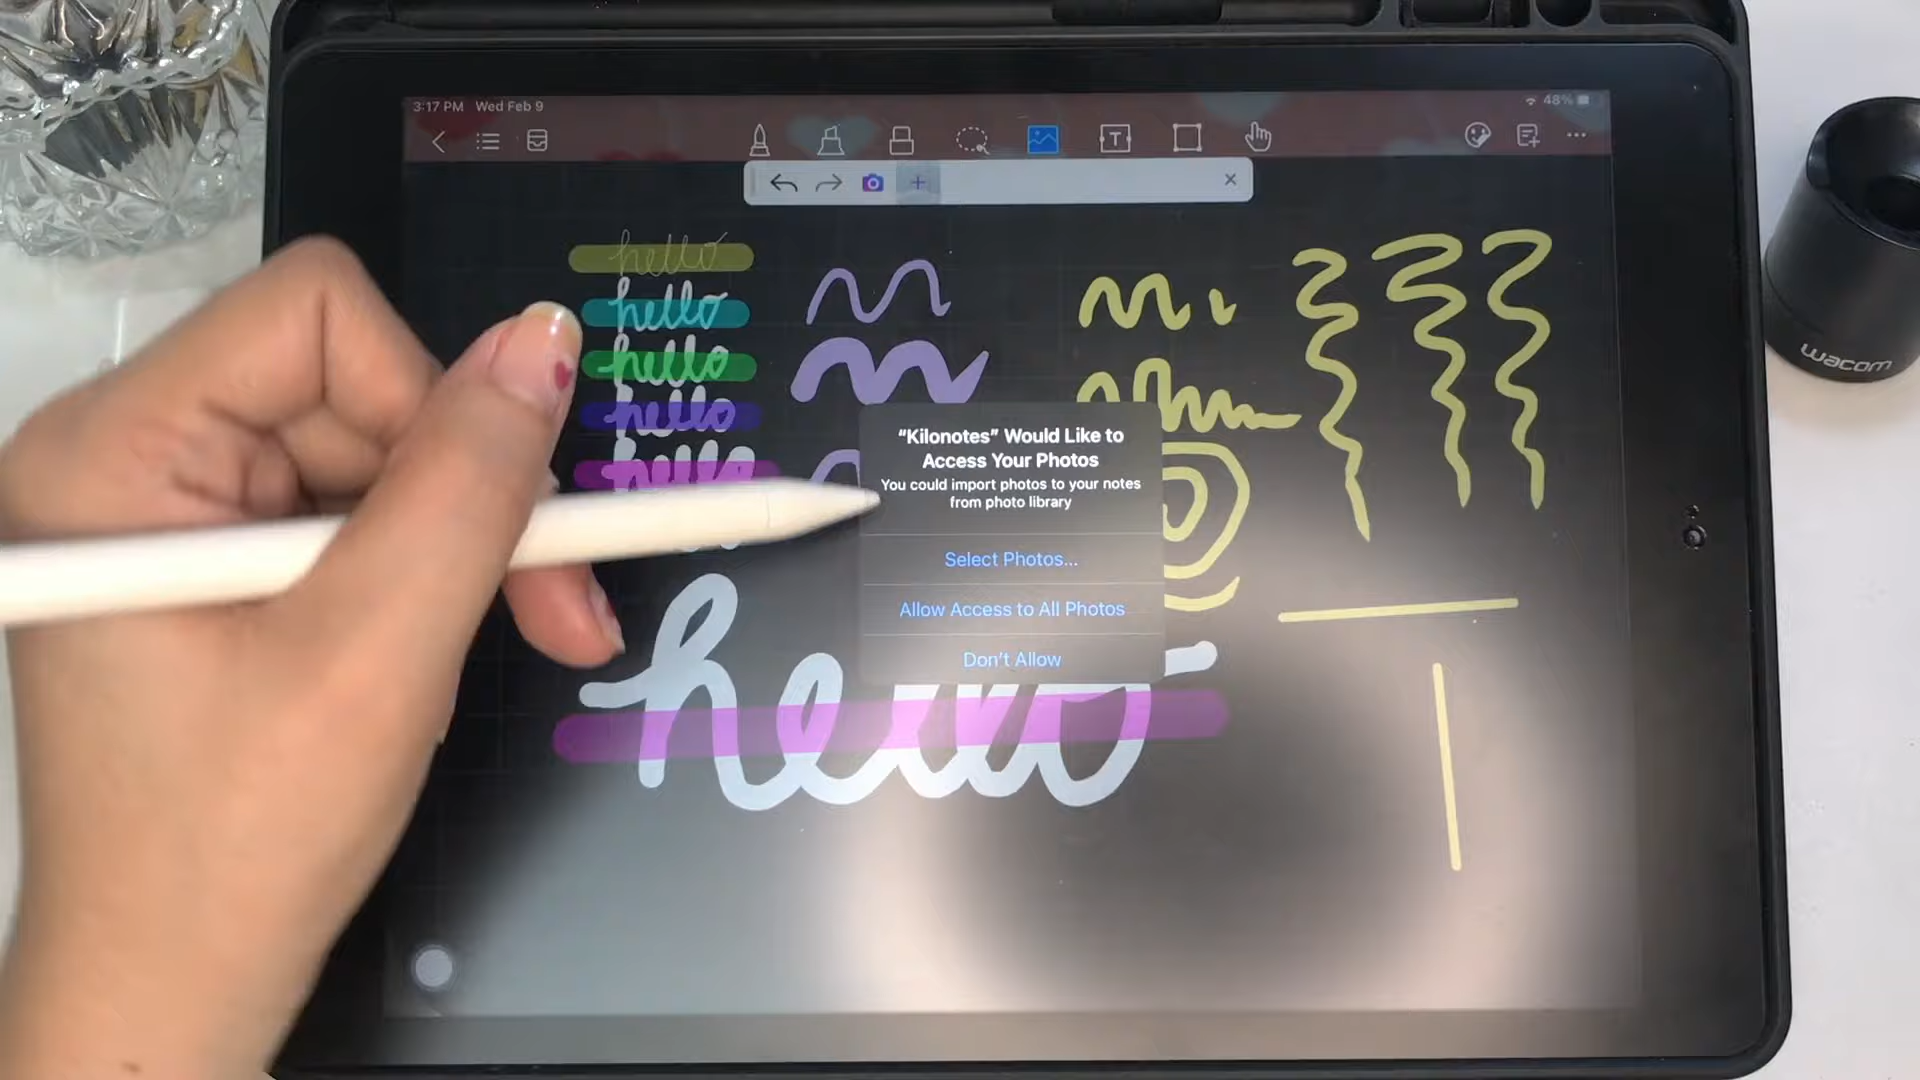 3:17 PM Wed Feb 9
48%
T
hello
hello
hello
hello
hello
"Kilonotes" Would Like to
Access Your Photos
You could import photos to your notes
from photo library
Select Photos...
Allow Access to All Photos
Don't Allow
hello
wacom